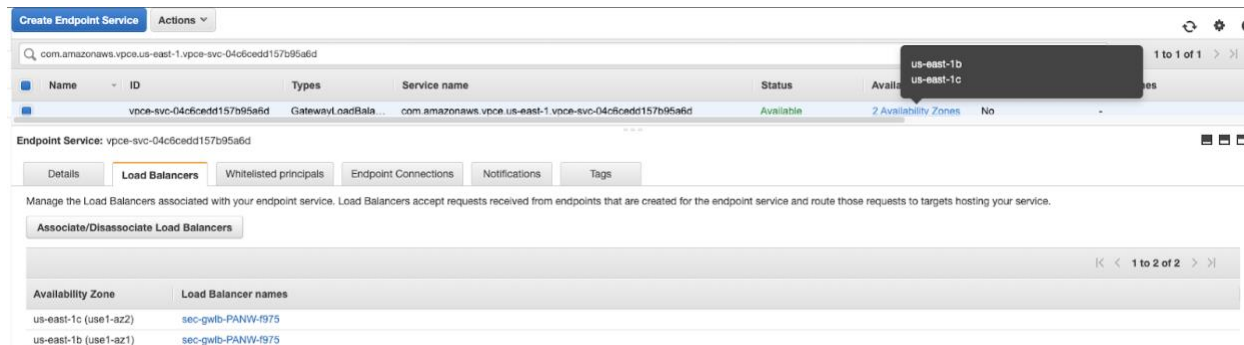 Create Endpoint Service Actions
com.amazonaws.vpce.us-east-1.vpce-svc-04c6cedd157b95a6d 1 to 1 of 1
us-east-1b
us-east-1c
Name ID Types Service name Status Availa
vpce-svc-04c6cedd157b95a6d GatewayLoadBala... com.amazonaws.vpce.us-east-1.vpce-svc-04c6cedd157b95a6d Available 2 Availability Zones No -
Endpoint Service: vpce-svc-04c6cedd157b95a6d
Details Load Balancers Whitelisted principals Endpoint Connections Notifications Tags
Manage the Load Balancers associated with your endpoint service. Load Balancers accept requests received from endpoints that are created for the endpoint service and route those requests to targets hosting your service.
Associate/Disassociate Load Balancers
1 to 2 of 2
Availability Zone Load Balancer names
us-east-1c (use1-az2) sec-gwlb-PANW-f975
us-east-1b (use1-az1) sec-gwlb-PANW-f975